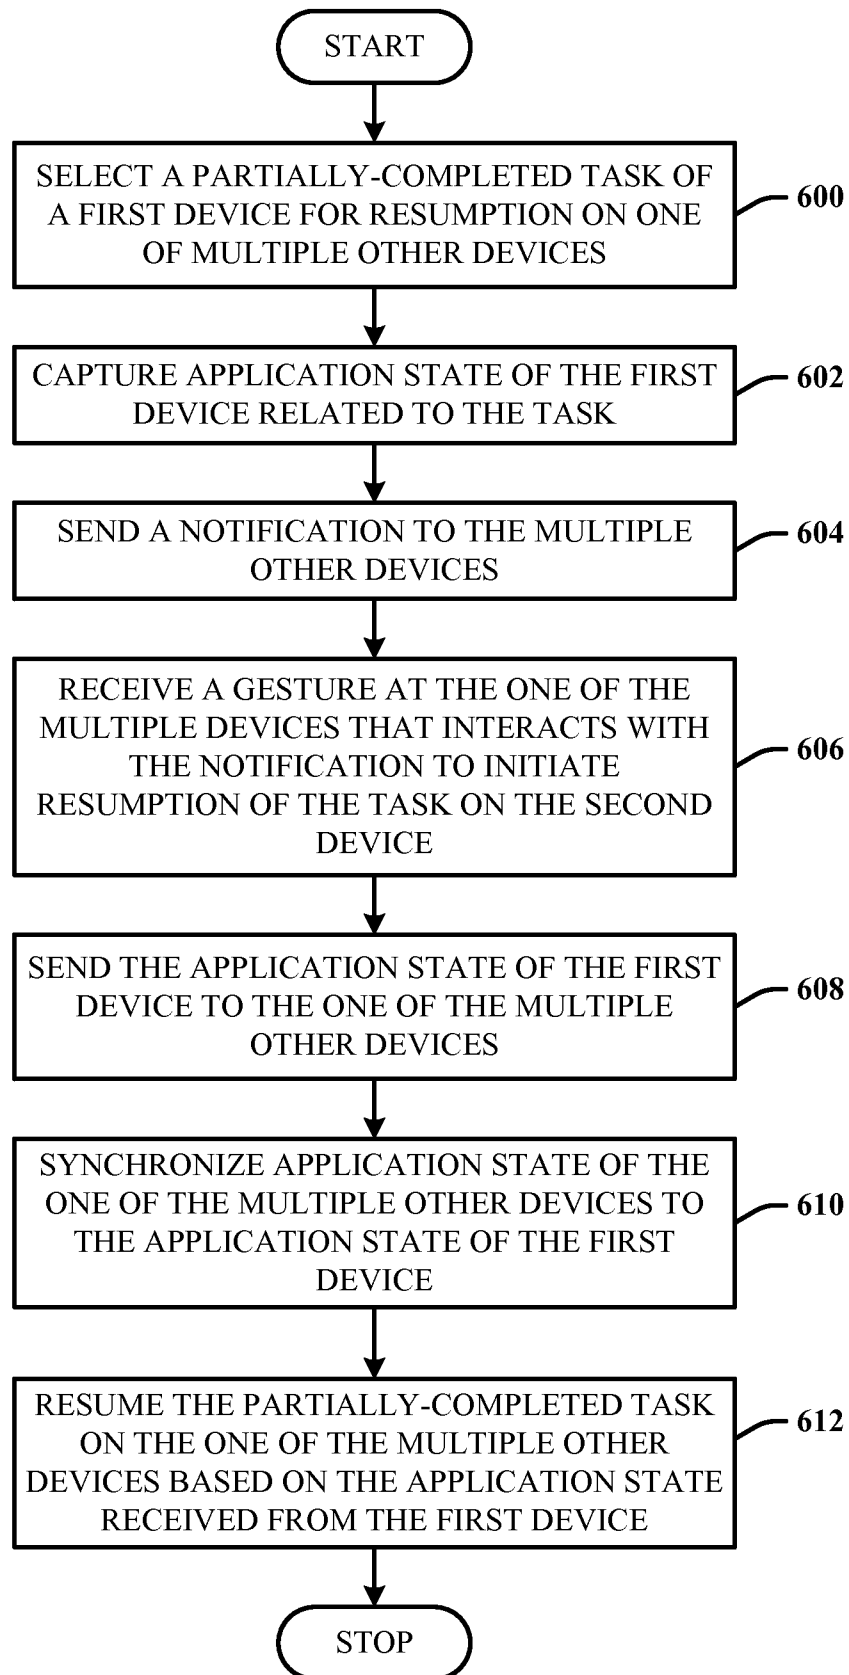 START
SELECT A PARTIALLY-COMPLETED TASK OF
A FIRST DEVICE FOR RESUMPTION ON ONE
OF MULTIPLE OTHER DEVICES
600
CAPTURE APPLICATION STATE OF THE FIRST
DEVICE RELATED TO THE TASK
602
SEND A NOTIFICATION TO THE MULTIPLE
OTHER DEVICES
604
RECEIVE A GESTURE AT THE ONE OF THE
MULTIPLE DEVICES THAT INTERACTS WITH
THE NOTIFICATION TO INITIATE
RESUMPTION OF THE TASK ON THE SECOND
DEVICE
606
SEND THE APPLICATION STATE OF THE FIRST
DEVICE TO THE ONE OF THE MULTIPLE
OTHER DEVICES
608
SYNCHRONIZE APPLICATION STATE OF THE
ONE OF THE MULTIPLE OTHER DEVICES TO
THE APPLICATION STATE OF THE FIRST
DEVICE
610
RESUME THE PARTIALLY-COMPLETED TASK
ON THE ONE OF THE MULTIPLE OTHER
DEVICES BASED ON THE APPLICATION STATE
RECEIVED FROM THE FIRST DEVICE
612
STOP